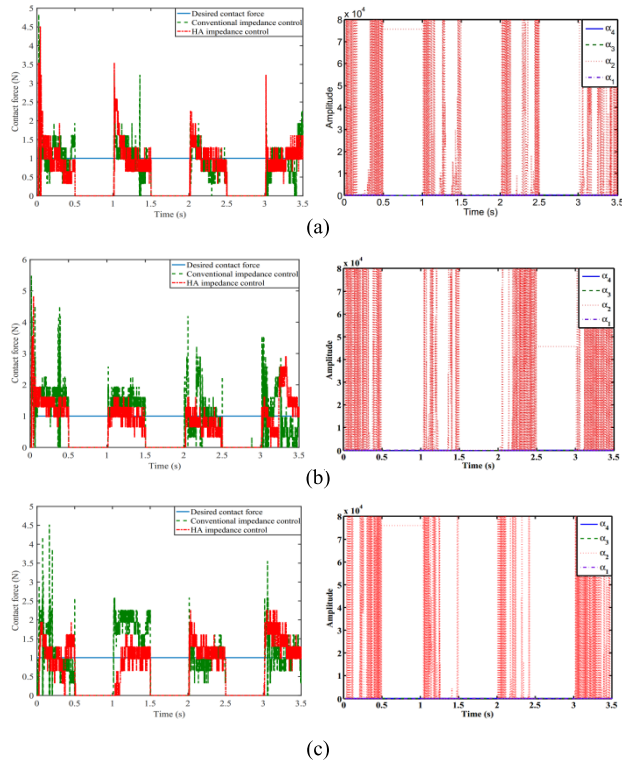 Desired contact force
Conventional impedance control
HA impedance control
Contact force (N)
5
4.5
4
3.5
3
2.5
2
1.5
1
0.5
0
0 0.5 1 1.5 2 2.5 3 3.5
Time (s)
x 10⁴
α₄
α₃
α₂
α₁
Amplitude
8
7
6
5
4
3
2
1
0
0 0.5 1 1.5 2 2.5 3 3.5
Time (s)
(a)
Desired contact force
Conventional impedance control
HA impedance control
Contact force (N)
6
5
4
3
2
1
0
0 0.5 1 1.5 2 2.5 3 3.5
Time (s)
x 10⁴
α₄
α₃
α₂
α₁
Amplitude
8
7
6
5
4
3
2
1
0
0 0.5 1 1.5 2 2.5 3 3.5
Time (s)
(b)
Desired contact force
Conventional impedance control
HA impedance control
Contact force (N)
5
4.5
4
3.5
3
2.5
2
1.5
1
0.5
0
0 0.5 1 1.5 2 2.5 3 3.5
Time (s)
x 10⁴
α₄
α₃
α₂
α₁
Amplitude
8
7
6
5
4
3
2
1
0
0 0.5 1 1.5 2 2.5 3 3.5
Time (s)
(c)